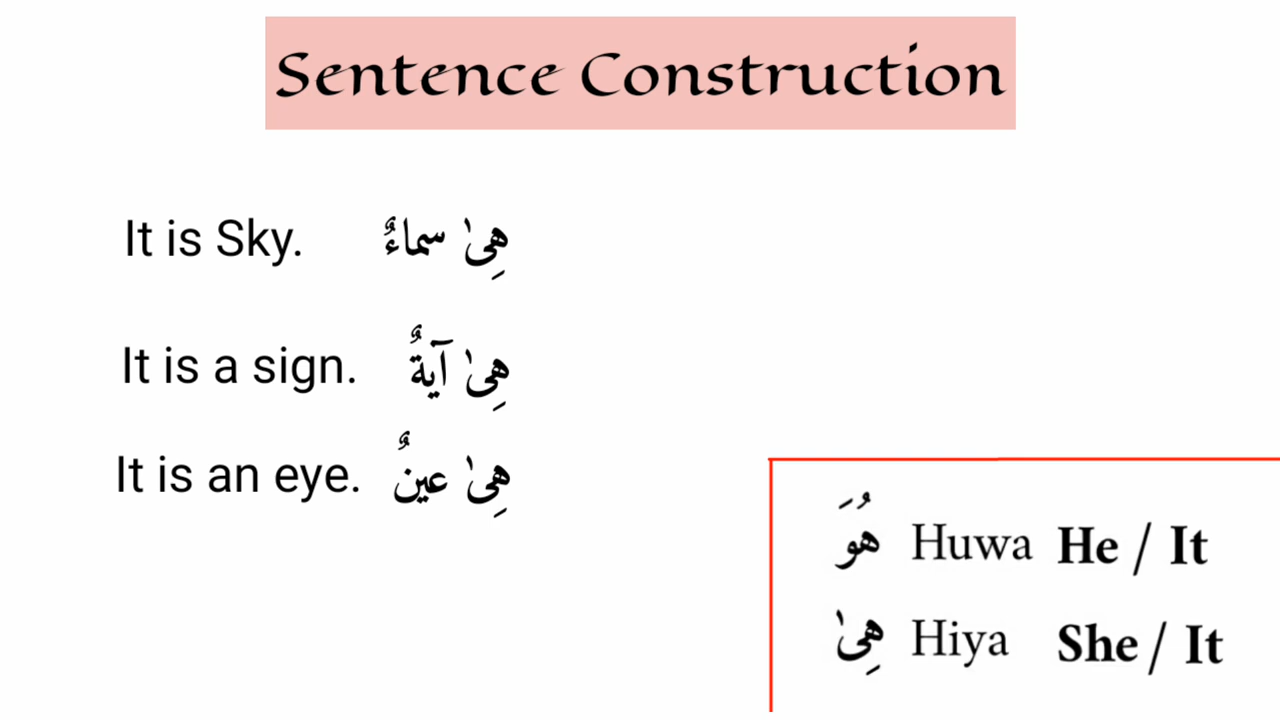 Sentence Construction
It is Sky. هِىٰ سماءٌ
It is a sign. هِىٰ آيةٌ
It is an eye. هِىٰ عينٌ
هُوَ Huwa He / It
هِىٰ Hiya She / It